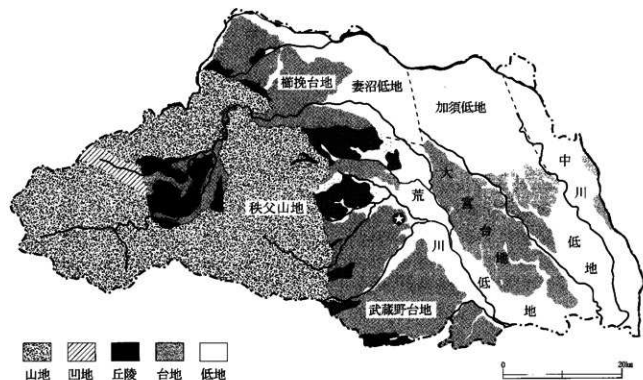 櫛挽台地
妻沼低地
加須低地
中川低地
大宮台地
荒川低地
秩父山地
武蔵野台地
山地
凹地
丘陵
台地
低地
0
20km